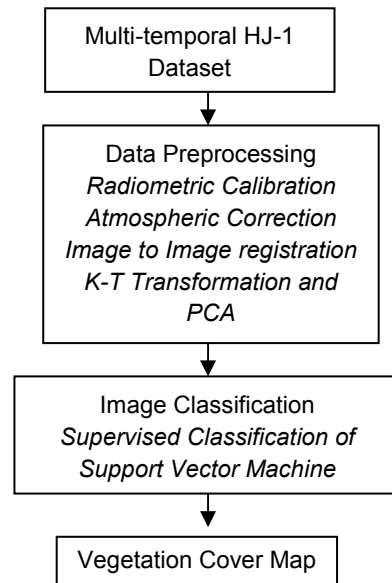 Multi-temporal HJ-1
Dataset
Data Preprocessing
Radiometric Calibration
Atmospheric Correction
Image to Image registration
K-T Transformation and
PCA
Image Classification
Supervised Classification of
Support Vector Machine
Vegetation Cover Map